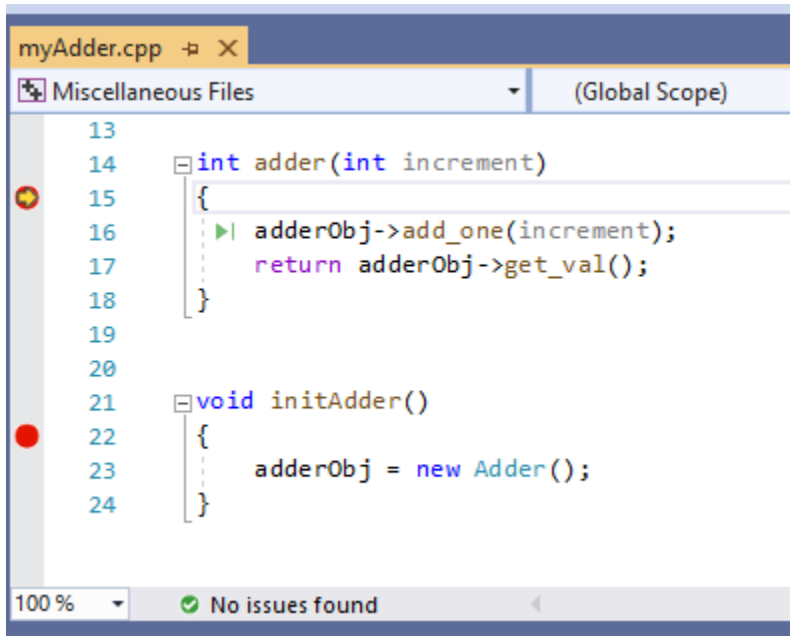 myAdder.cpp
Miscellaneous Files (Global Scope)
13
14 int adder(int increment)
15 {
16 adderObj->add_one(increment);
17 return adderObj->get_val();
18 }
19
20
21 void initAdder()
22 {
23 adderObj = new Adder();
24 }
100 % No issues found